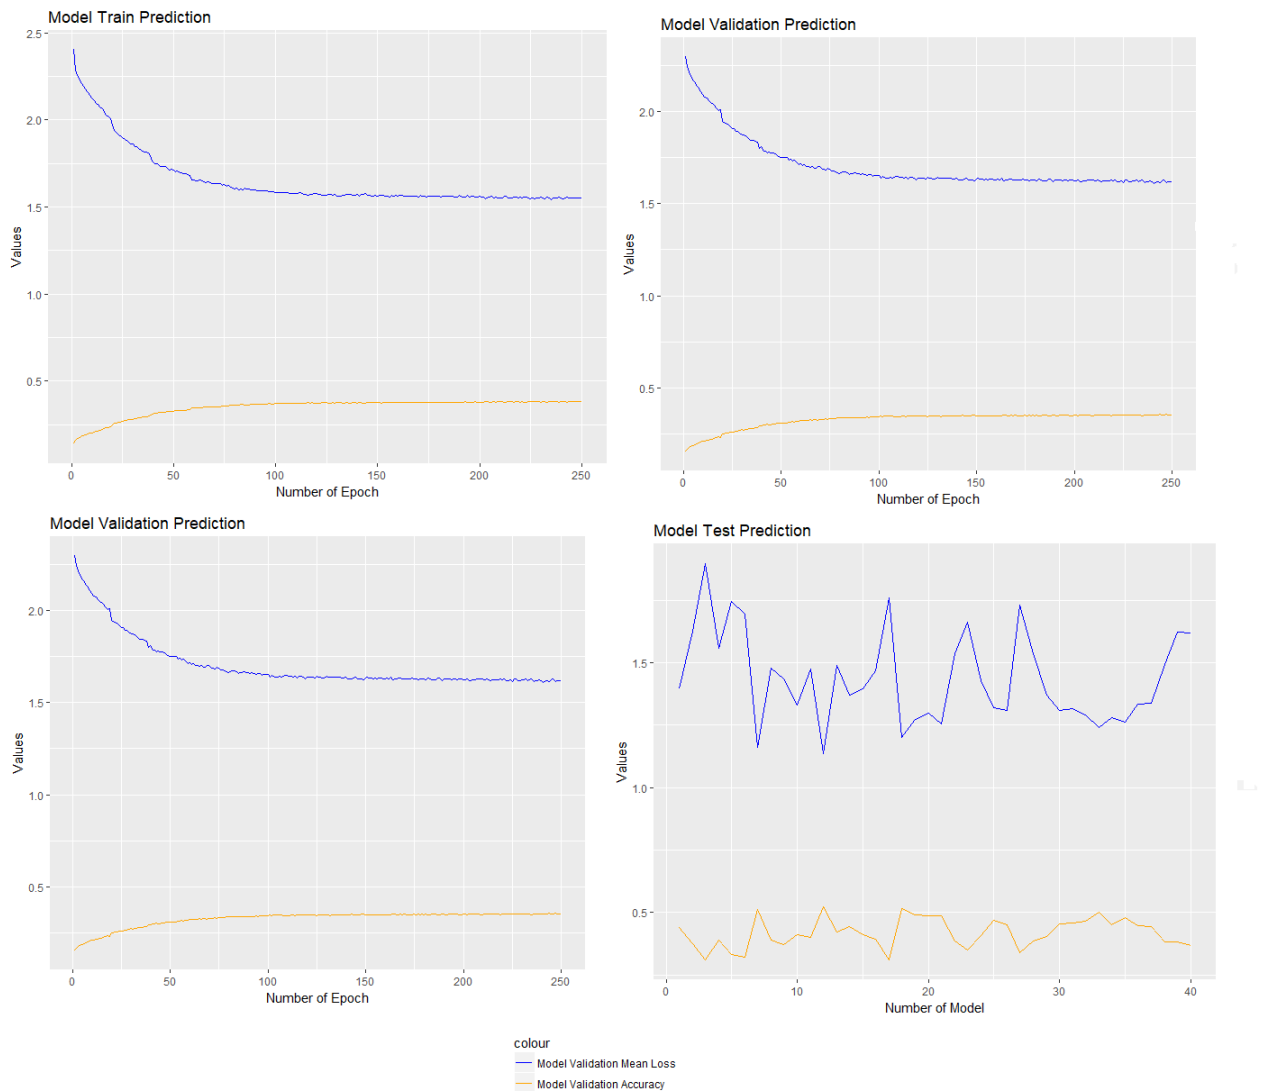 Model Train Prediction
2.5
2.0
1.5
1.0
0.5
Values
0 50 100 150 200 250
Number of Epoch
Model Validation Prediction
2.0
1.5
1.0
0.5
Values
0 50 100 150 200 250
Number of Epoch
Model Validation Prediction
2.0
1.5
1.0
0.5
Values
0 50 100 150 200 250
Number of Epoch
Model Test Prediction
1.5
1.0
0.5
Values
0 10 20 30 40
Number of Model
colour
Model Validation Mean Loss
Model Validation Accuracy